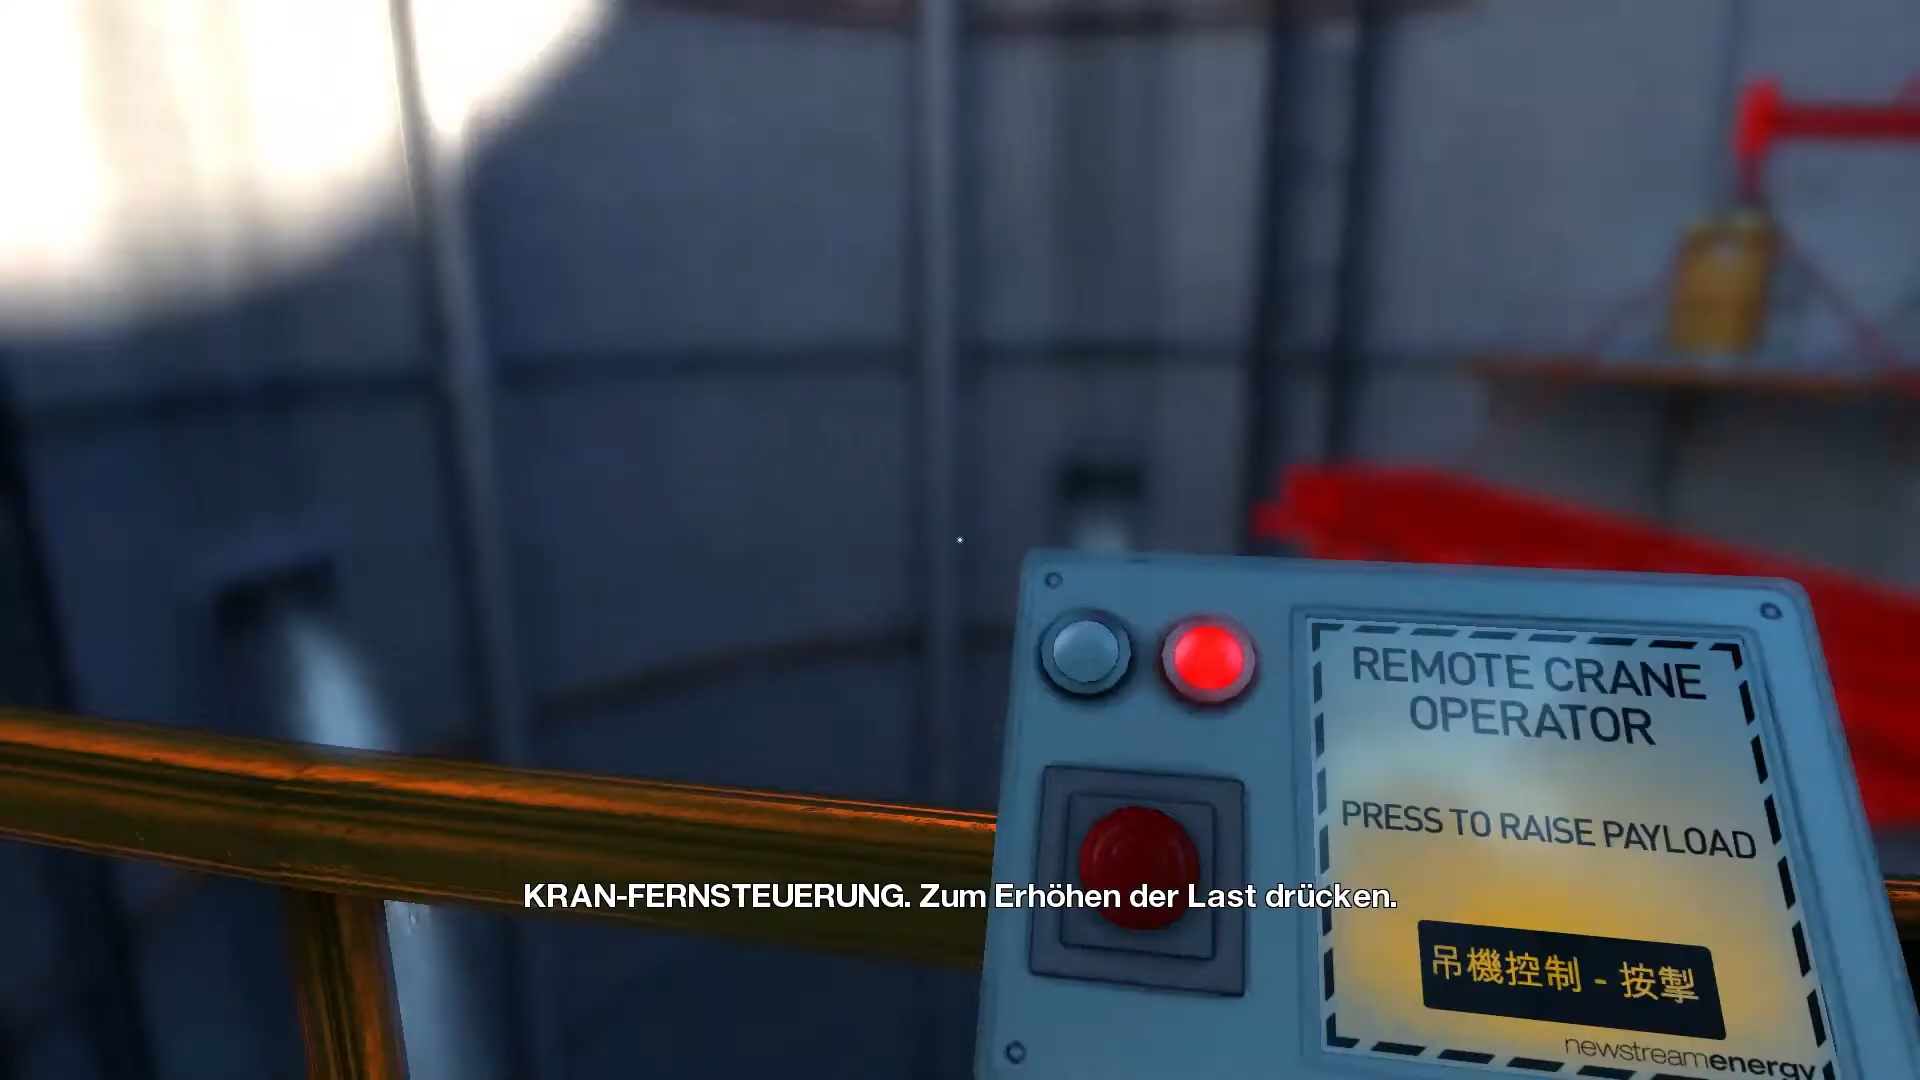 REMOTE CRANE
OPERATOR
PRESS TO RAISE PAYLOAD
KRAN-FERNSTEUERUNG. Zum Erhöhen der Last drücken.
吊機控制 - 按掣
newstreamenergy